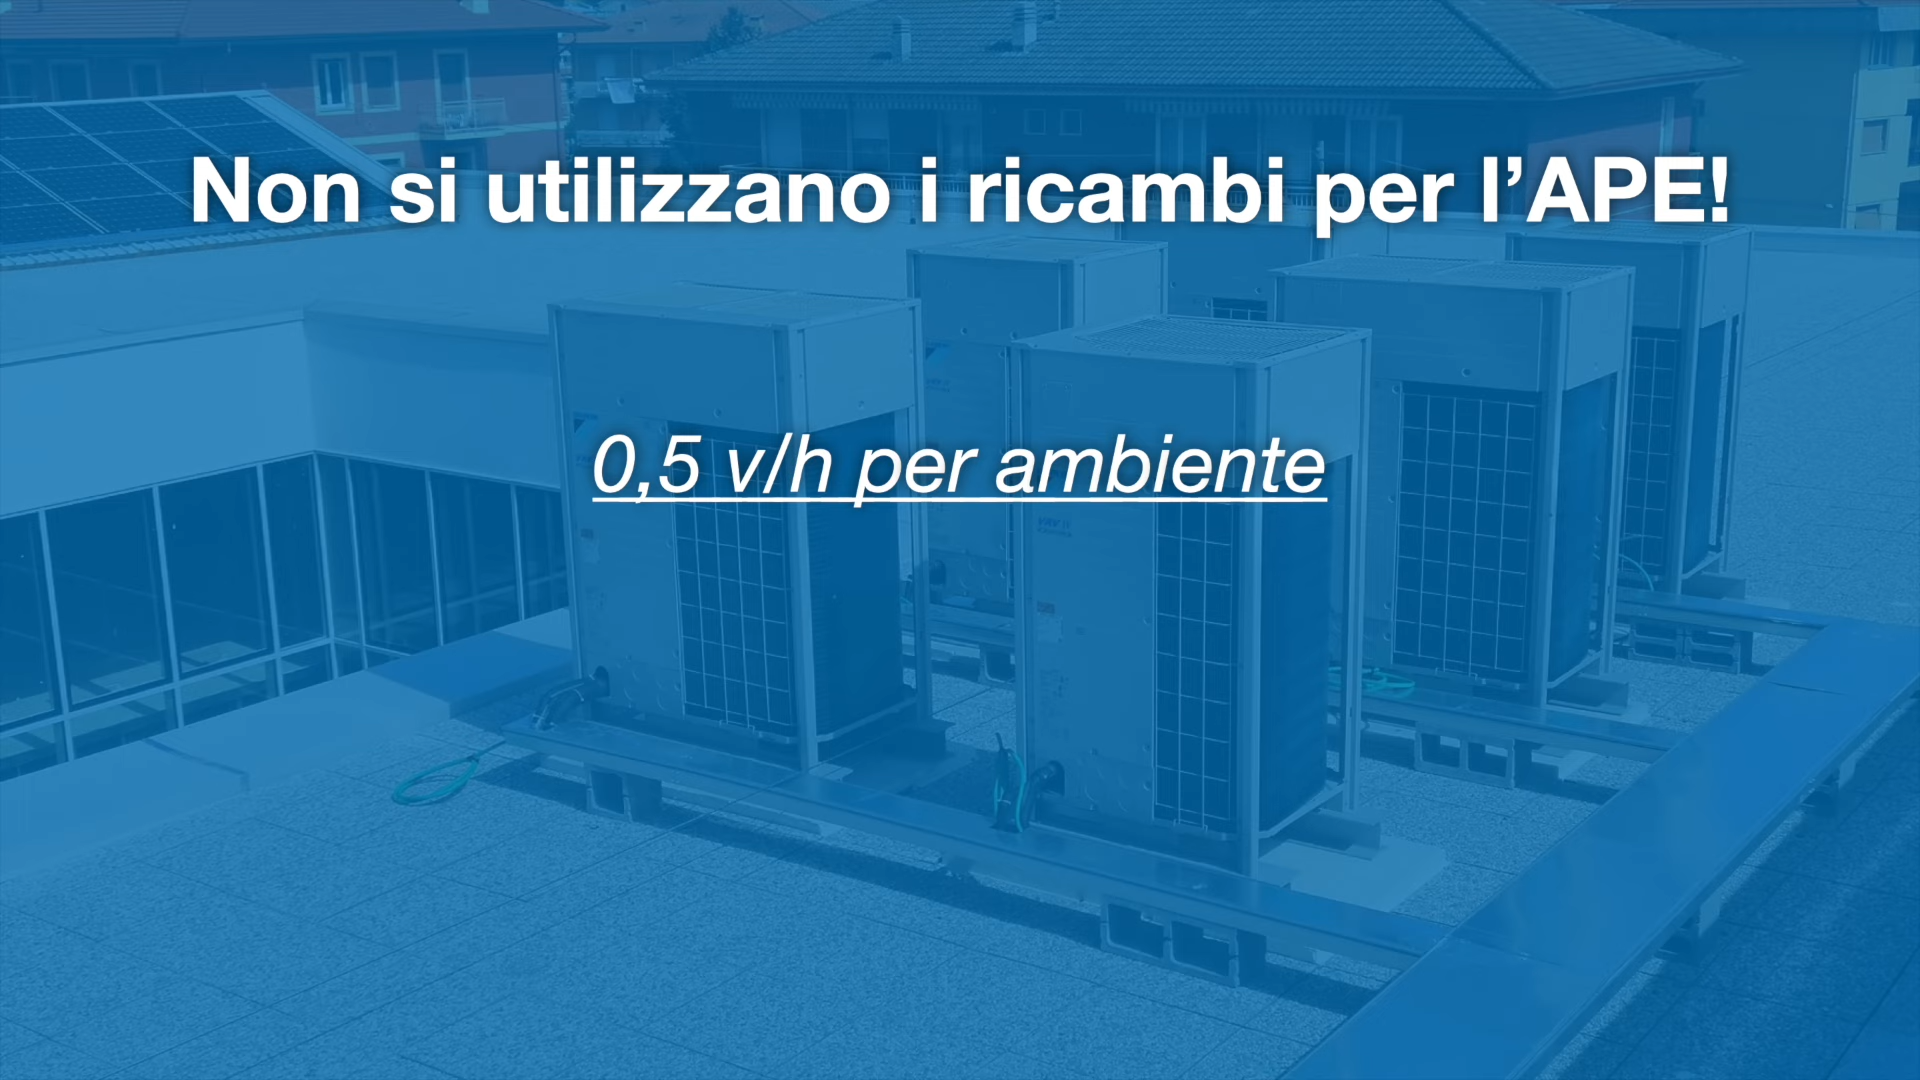 Non si utilizzano i ricambi per l’APE!
0,5 v/h per ambiente